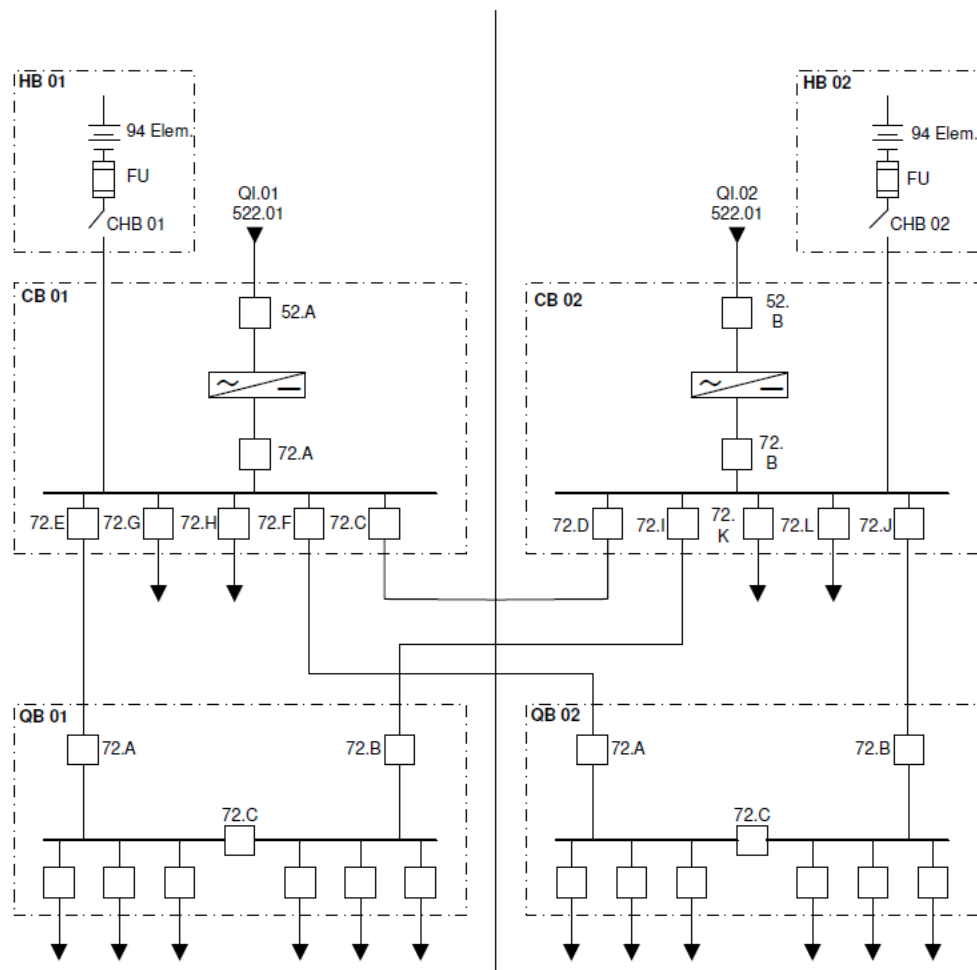 HB 01
94 Elem.
FU
CHB 01
HB 02
94 Elem.
FU
CHB 02
QI.01
522.01
QI.02
522.01
CB 01
52.A
72.A
72.E
72.G
72.H
72.F
72.C
CB 02
52.
B
72.
B
72.D
72.I
72.
K
72.L
72.J
QB 01
72.A
72.B
72.C
QB 02
72.A
72.B
72.C